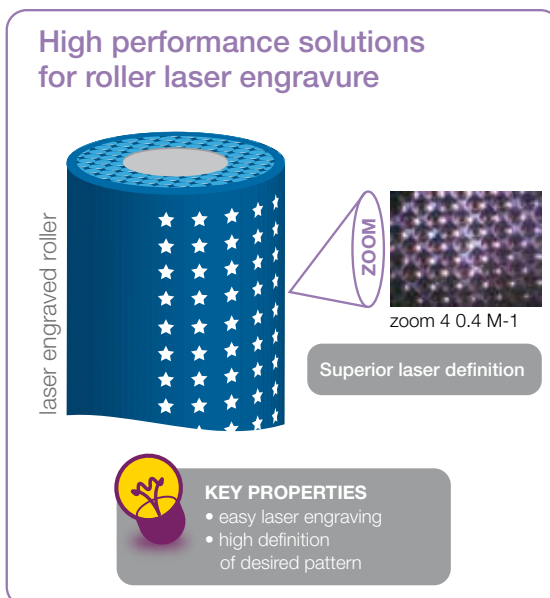 High performance solutions
for roller laser engravure
laser engraved roller
ZOOM
zoom 4 0.4 M-1
Superior laser definition
KEY PROPERTIES
• easy laser engraving
• high definition
of desired pattern